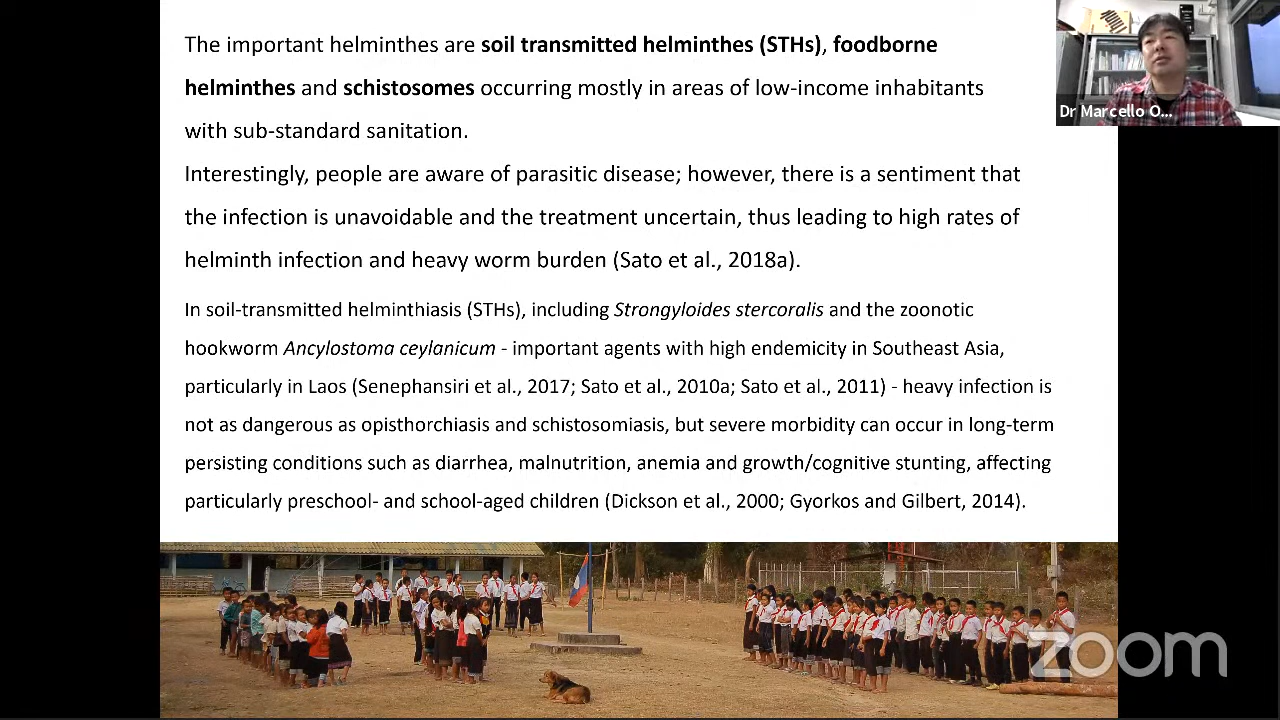 The important helminthes are soil transmitted helminthes (STHs), foodborne
helminthes and schistosomes occurring mostly in areas of low-income inhabitants
with sub-standard sanitation.
Interestingly, people are aware of parasitic disease; however, there is a sentiment that
the infection is unavoidable and the treatment uncertain, thus leading to high rates of
helminth infection and heavy worm burden (Sato et al., 2018a).
In soil-transmitted helminthiasis (STHs), including Strongyloides stercoralis and the zoonotic
hookworm Ancylostoma ceylanicum - important agents with high endemicity in Southeast Asia,
particularly in Laos (Senephansiri et al., 2017; Sato et al., 2010a; Sato et al., 2011) - heavy infection is
not as dangerous as opisthorchiasis and schistosomiasis, but severe morbidity can occur in long-term
persisting conditions such as diarrhea, malnutrition, anemia and growth/cognitive stunting, affecting
particularly preschool- and school-aged children (Dickson et al., 2000; Gyorkos and Gilbert, 2014).
Dr Marcello O...
zoom